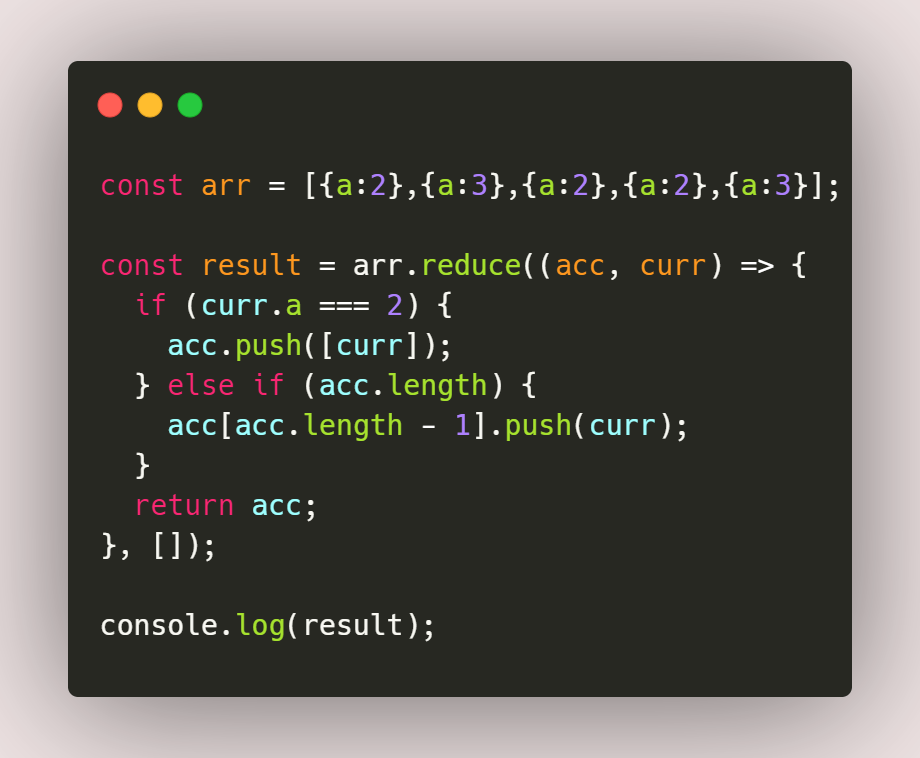 const arr = [{a:2},{a:3},{a:2},{a:2},{a:3}];
const result = arr.reduce((acc, curr) => {
  if (curr.a === 2) {
    acc.push([curr]);
  } else if (acc.length) {
    acc[acc.length - 1].push(curr);
  }
  return acc;
}, []);
console.log(result);